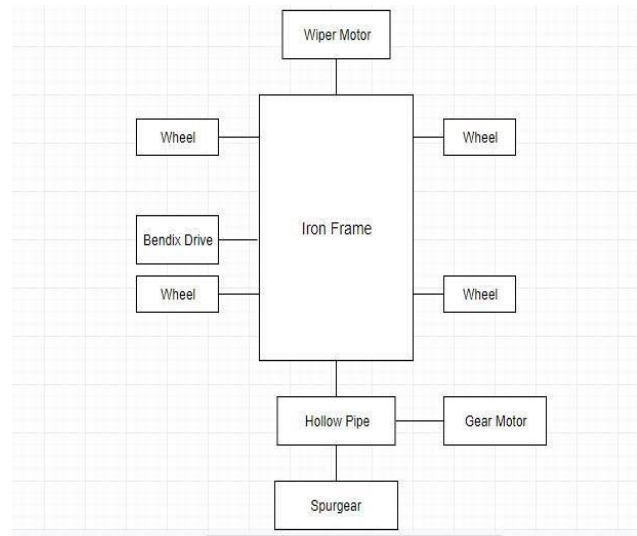 Wiper Motor
Wheel
Wheel
Iron Frame
Bendix Drive
Wheel
Wheel
Hollow Pipe
Gear Motor
Spurgear